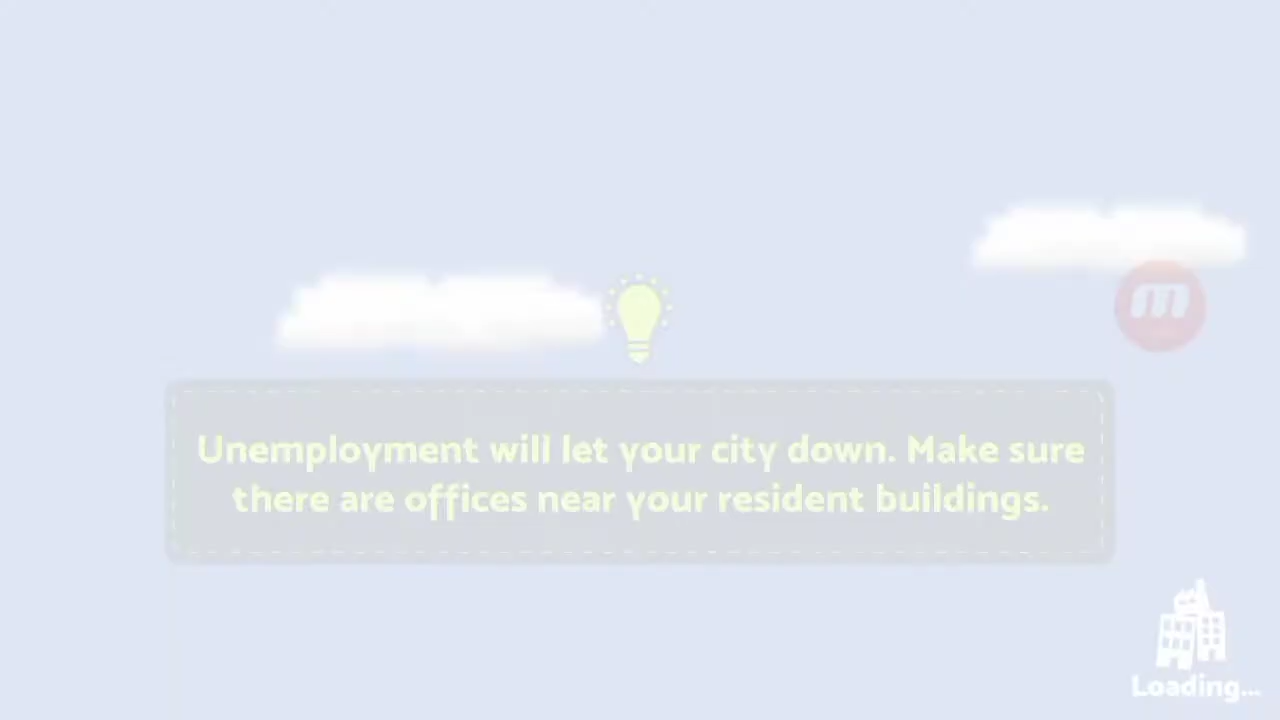 Unemployment will let your city down. Make sure
there are offices near your resident buildings.
m
Loading...